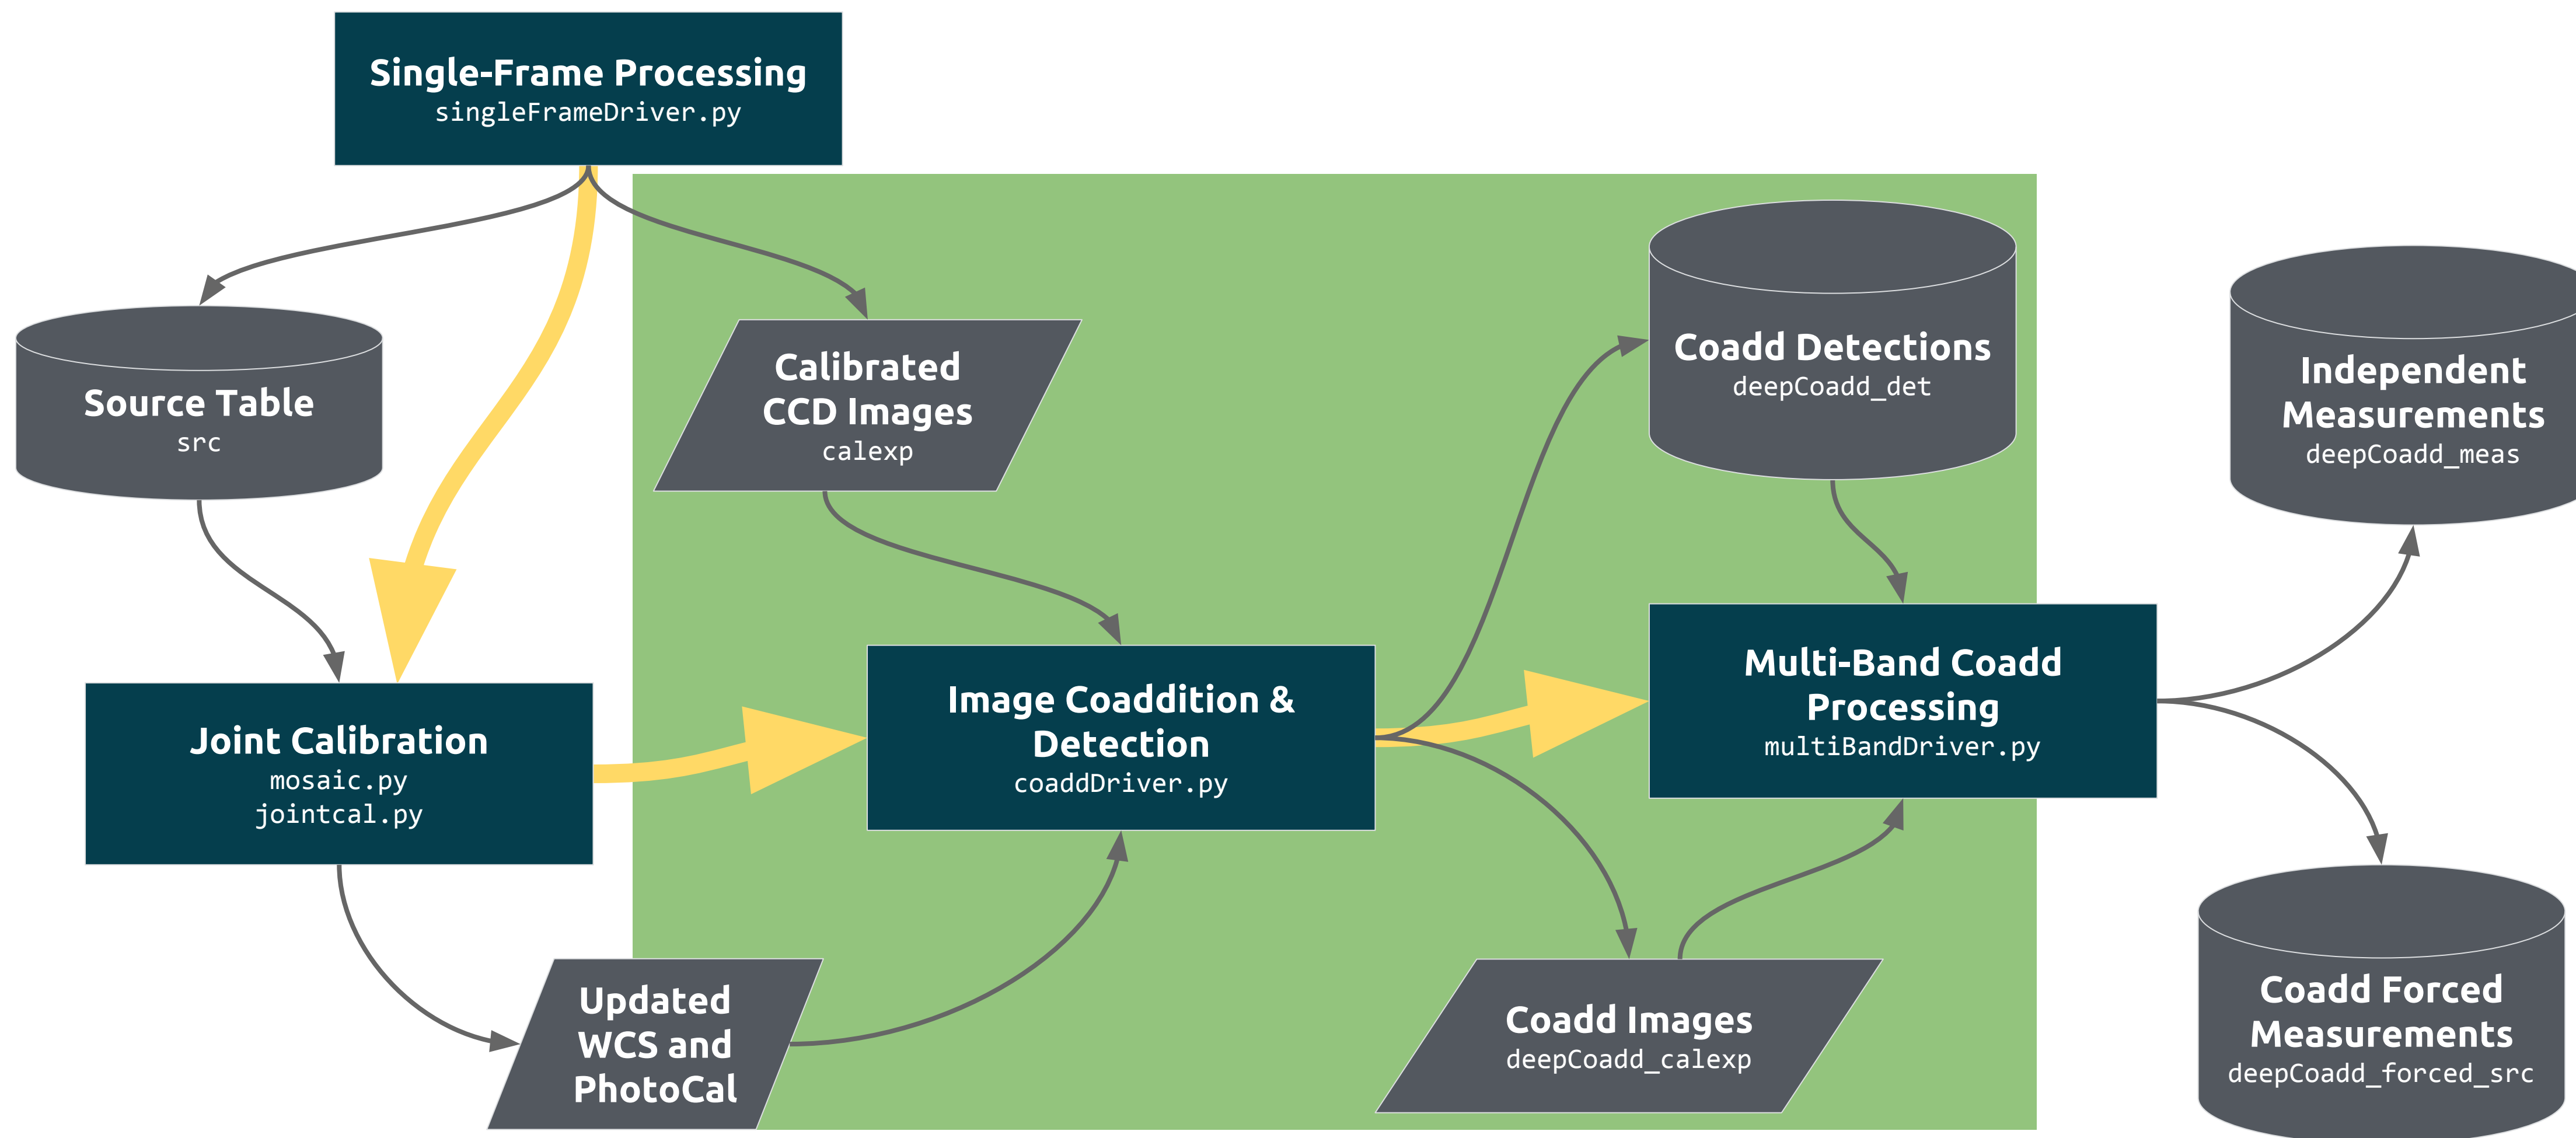 Single-Frame Processing
singleFrameDriver.py
Source Table
src
Calibrated
CCD Images
calexp
Coadd Detections
deepCoadd_det
Independent
Measurements
deepCoadd_meas
Joint Calibration
mosaic.py
jointcal.py
Image Coaddition &
Detection
coaddDriver.py
Multi-Band Coadd
Processing
multiBandDriver.py
Updated
WCS and
PhotoCal
Coadd Images
deepCoadd_calexp
Coadd Forced
Measurements
deepCoadd_forced_src